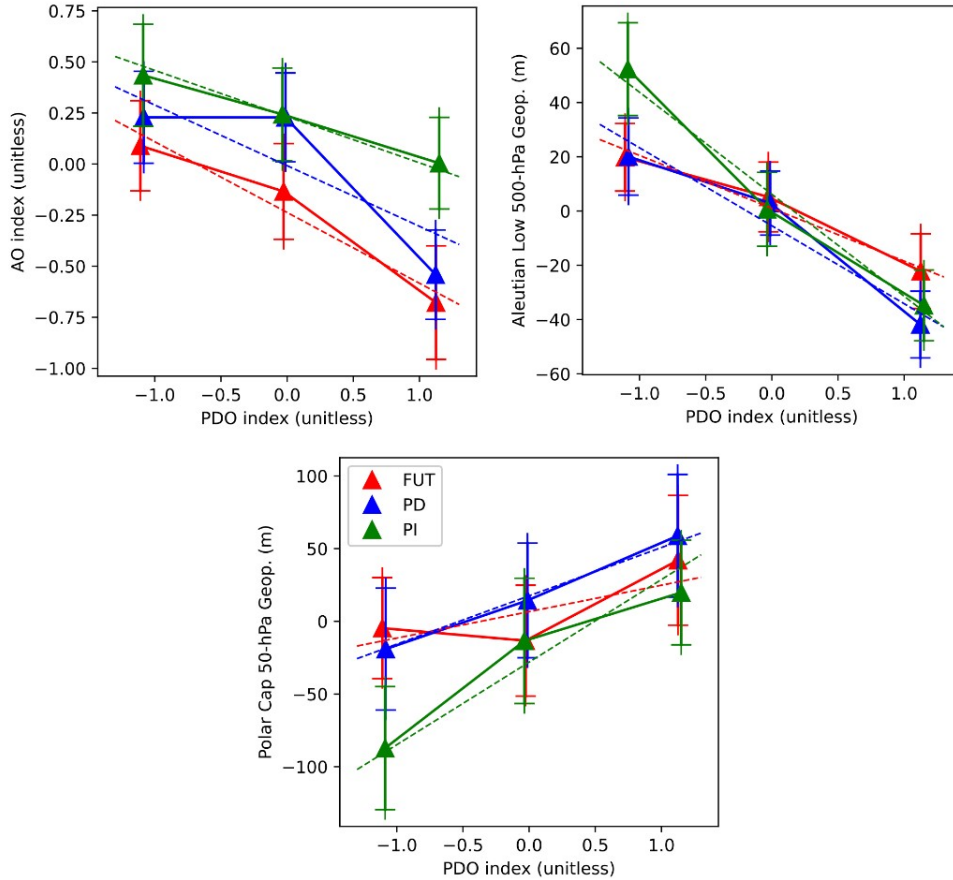 0.75
0.50
0.25
0.00
−0.25
−0.50
−0.75
−1.00
AO index (unitless)
−1.0 −0.5 0.0 0.5 1.0
PDO index (unitless)
60
40
20
0
−20
−40
−60
Aleutian Low 500-hPa Geop. (m)
−1.0 −0.5 0.0 0.5 1.0
PDO index (unitless)
100
50
0
−50
−100
Polar Cap 50-hPa Geop. (m)
FUT
PD
PI
−1.0 −0.5 0.0 0.5 1.0
PDO index (unitless)